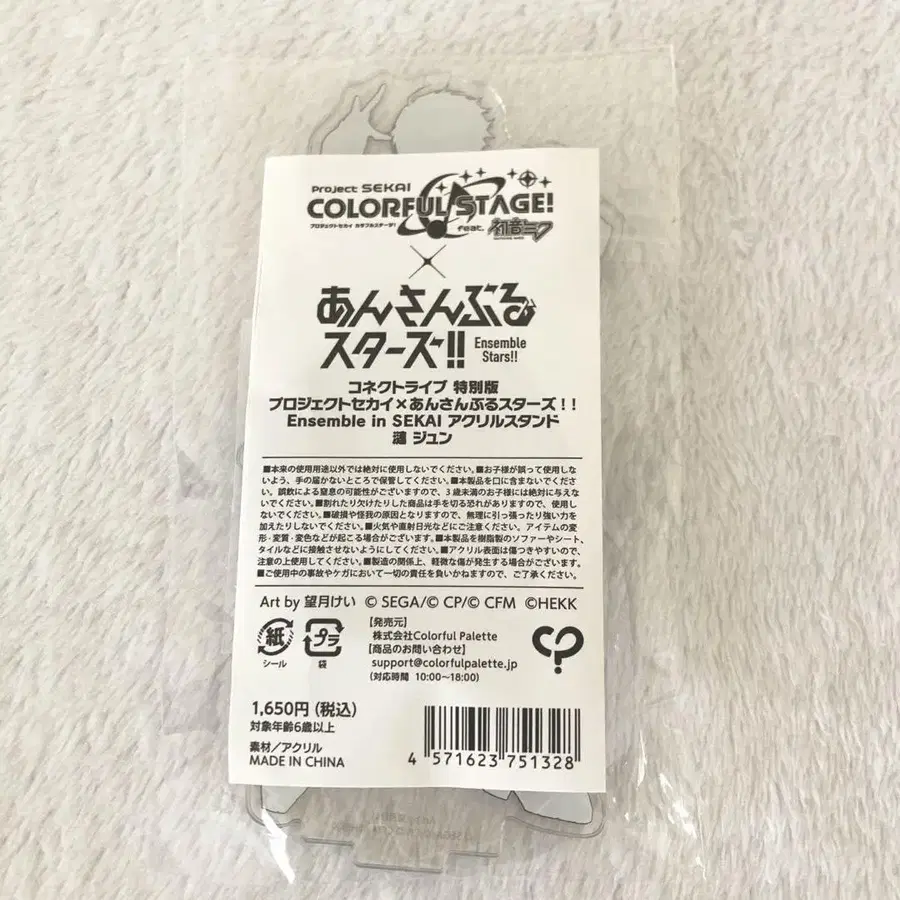 Project SEKAI
COLORFUL STAGE!
プロジェクトセカイ カラフルステージ!
feat. 初音ミク
×
あんさんぶる
スターズ!!
Ensemble
Stars!!
コネクトライブ 特別版
プロジェクトセカイ×あんさんぶるスターズ!!
Ensemble in SEKAI アクリルスタンド
漣 ジュン
■本来の使用用途以外では絶対に使用しないでください。■お子様が誤って使用しな
いよう、手の届かないところで保管してください。■本製品を口に含まないでくださ
い。誤飲による窒息の可能性がございますので、3歳未満のお子様には絶対に与えな
いでください。■割れたり欠けたりした商品は手を切る恐れがありますので、使用し
ないでください。■破損や怪我の原因となりますので、無理に引っ張ったり強い力を
加えたりしないでください。■火気や直射日光などにご注意ください。アイテムの変
形・変質・変色などが起こる場合がございます。■本製品を樹脂製のソファーやシート、
タイルなどに接触させないようにしてください。■アクリル表面は傷つきやすいので、
注意の上使用してください。■製造の関係上、軽微な傷が発生する場合がございます。
■ご使用中の事故やケガにおいて一切の責任を負いかねますので、ご了承ください。
Art by 望月けい © SEGA/© CP/© CFM ©HEKK
紙
シール
プラ
袋
【発売元】
株式会社Colorful Palette
【商品のお問い合わせ】
support@colorfulpalette.jp
(対応時間 10:00~18:00)
1,650円(税込)
対象年齢6歳以上
素材/アクリル
MADE IN CHINA
4 571623 751328